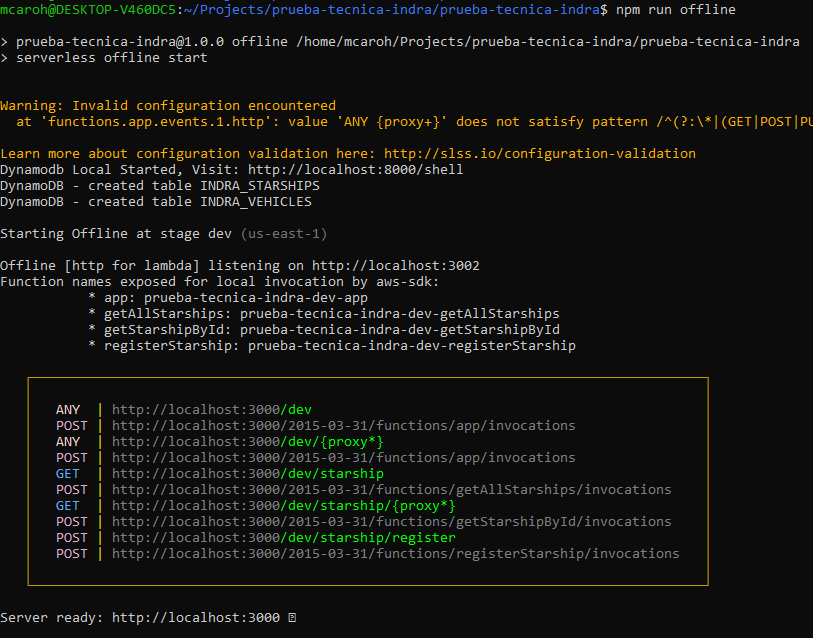 mcaroh@DESKTOP-V460DC5:~/Projects/prueba-tecnica-indra/prueba-tecnica-indra$ npm run offline
> prueba-tecnica-indra@1.0.0 offline /home/mcaroh/Projects/prueba-tecnica-indra/prueba-tecnica-indra
> serverless offline start
Warning: Invalid configuration encountered
at 'functions.app.events.1.http': value 'ANY {proxy+}' does not satisfy pattern /^(?:\*|(GET|POST|PU
Learn more about configuration validation here: http://slss.io/configuration-validation
Dynamodb Local Started, Visit: http://localhost:8000/shell
DynamoDB - created table INDRA_STARSHIPS
DynamoDB - created table INDRA_VEHICLES
Starting Offline at stage dev (us-east-1)
Offline [http for lambda] listening on http://localhost:3002
Function names exposed for local invocation by aws-sdk:
* app: prueba-tecnica-indra-dev-app
* getAllStarships: prueba-tecnica-indra-dev-getAllStarships
* getStarshipById: prueba-tecnica-indra-dev-getStarshipById
* registerStarship: prueba-tecnica-indra-dev-registerStarship
ANY | http://localhost:3000/dev
POST | http://localhost:3000/2015-03-31/functions/app/invocations
ANY | http://localhost:3000/dev/{proxy*}
POST | http://localhost:3000/2015-03-31/functions/app/invocations
GET | http://localhost:3000/dev/starship
POST | http://localhost:3000/2015-03-31/functions/getAllStarships/invocations
GET | http://localhost:3000/dev/starship/{proxy*}
POST | http://localhost:3000/2015-03-31/functions/getStarshipById/invocations
POST | http://localhost:3000/dev/starship/register
POST | http://localhost:3000/2015-03-31/functions/registerStarship/invocations
Server ready: http://localhost:3000